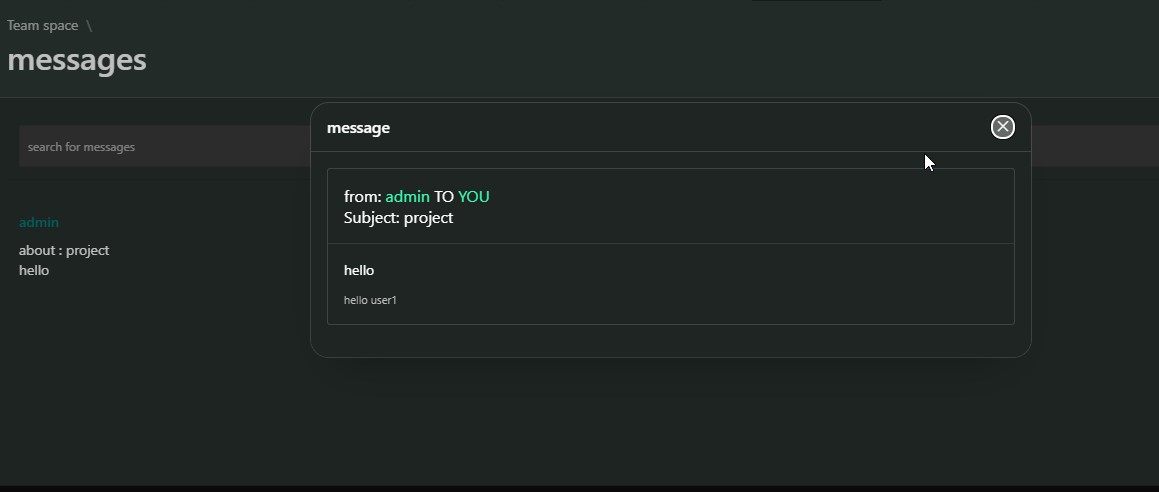 Team space \
messages
search for messages
admin
about : project
hello
message
from: admin TO YOU
Subject: project
hello
hello user1